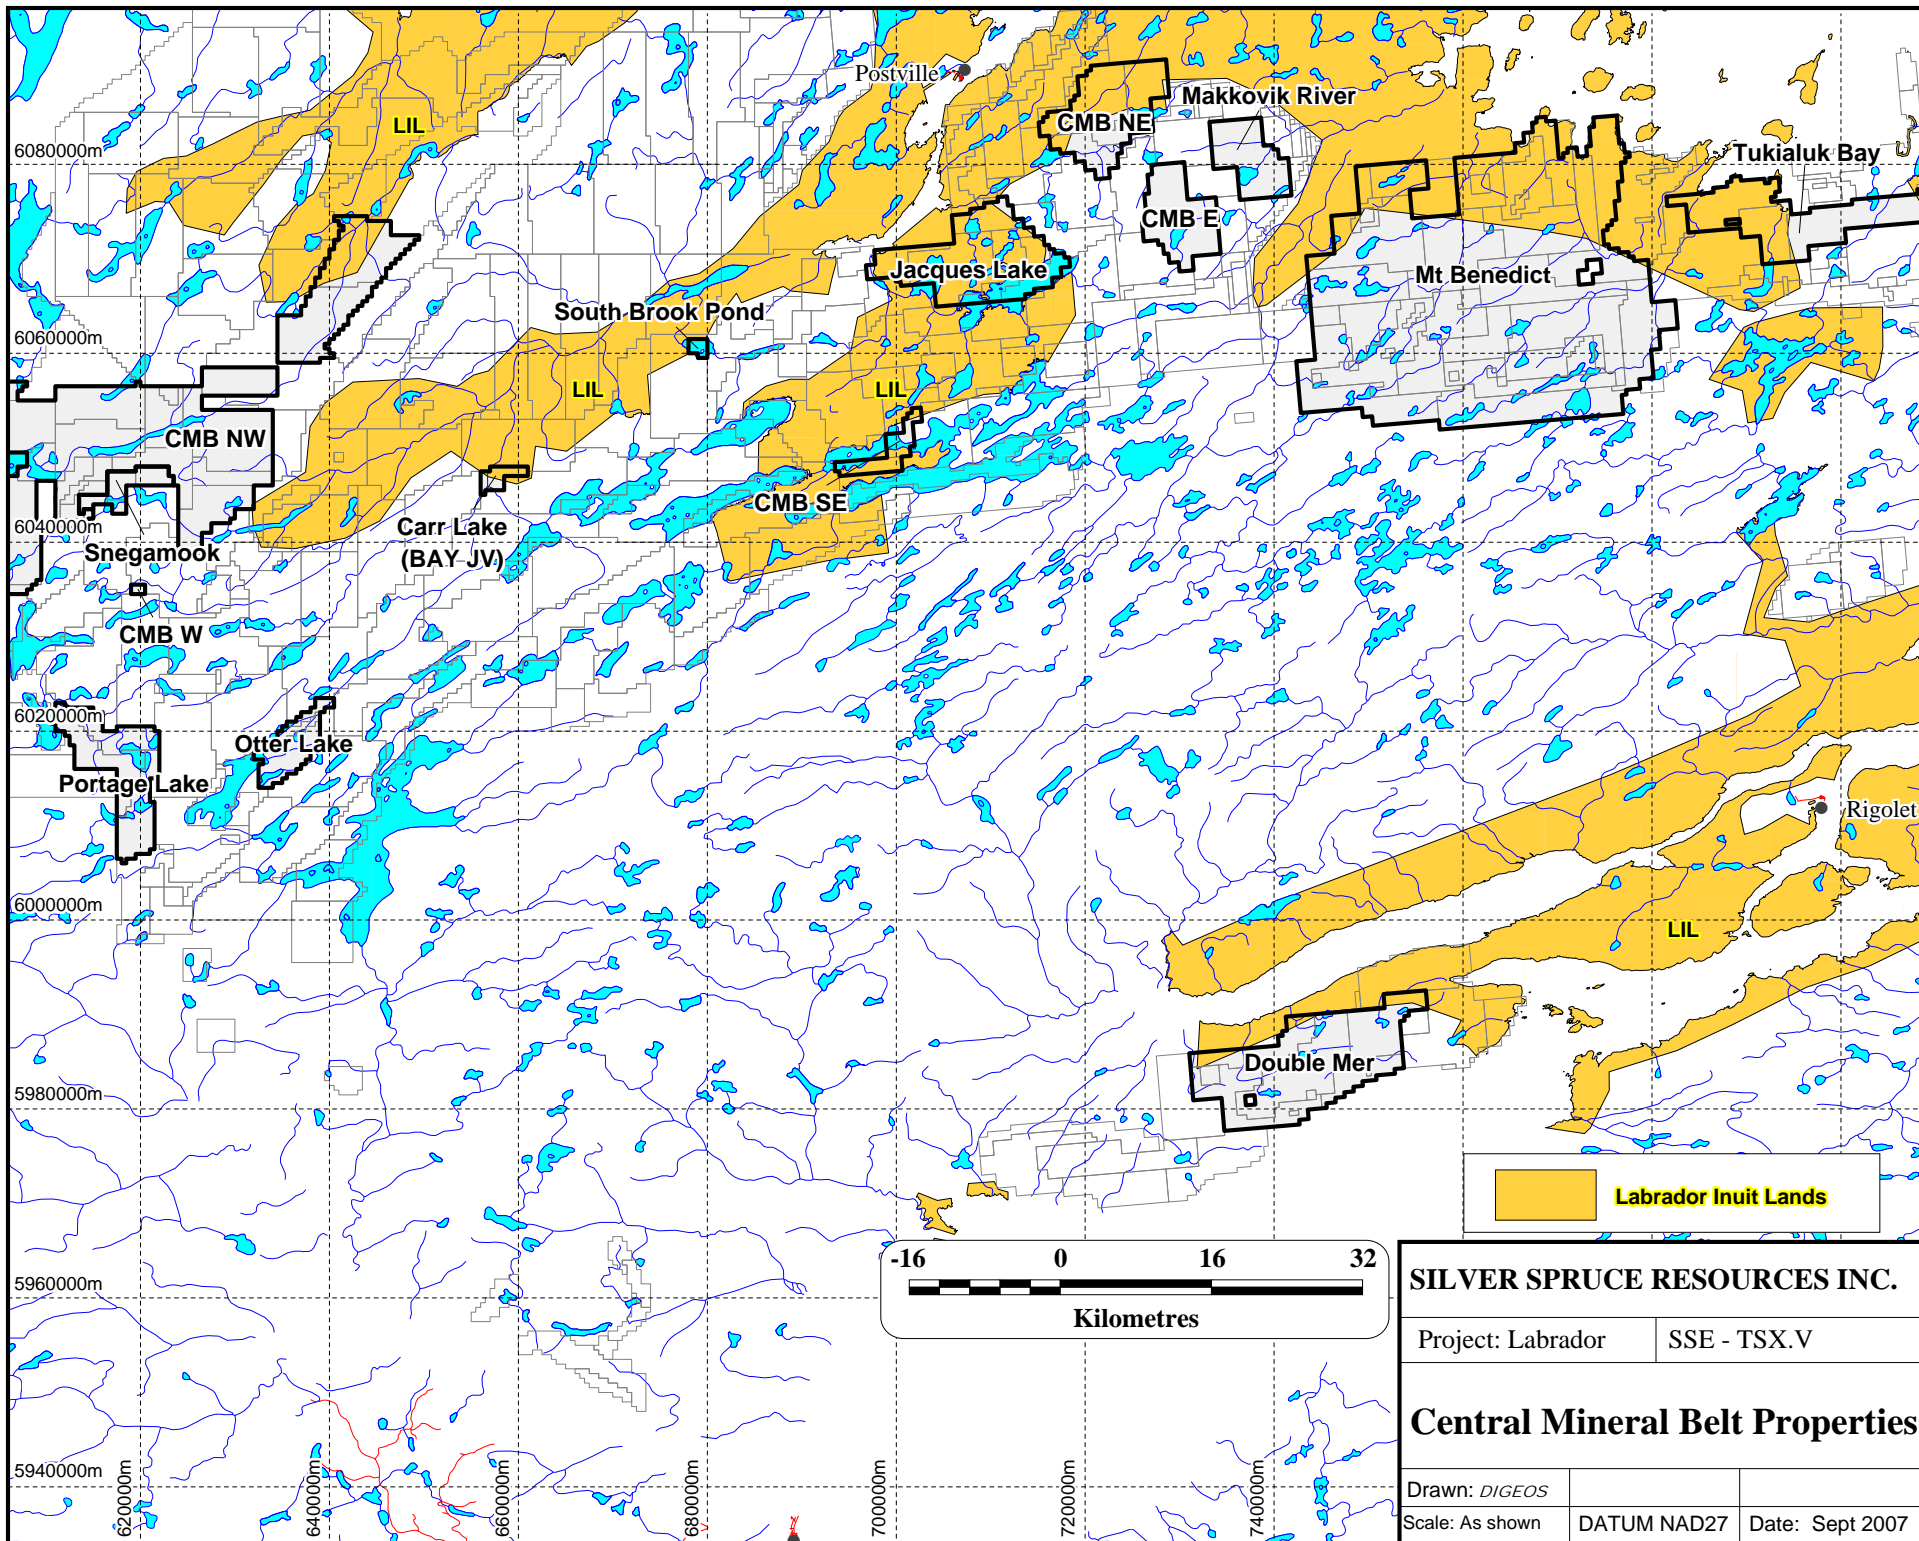 Postville
Makkovik River
LIL
CMB NE
6080000m
Tukialuk Bay
CMB E
Jacques Lake
Mt Benedict
South Brook Pond
6060000m
LIL
LIL
CMB NW
CMB SE
6040000m
Carr Lake
(BAY JV)
Snegamook
CMB W
6020000m
Otter Lake
Portage Lake
Rigolet
6000000m
LIL
Double Mer
5980000m
Labrador Inuit Lands
-16 0 16 32
Kilometres
5960000m
SILVER SPRUCE RESOURCES INC.
Project: Labrador
SSE - TSX.V
Central Mineral Belt Properties
5940000m
620000m
640000m
660000m
680000m
700000m
720000m
740000m
Drawn: DIGEOS
Scale: As shown
DATUM NAD27
Date: Sept 2007